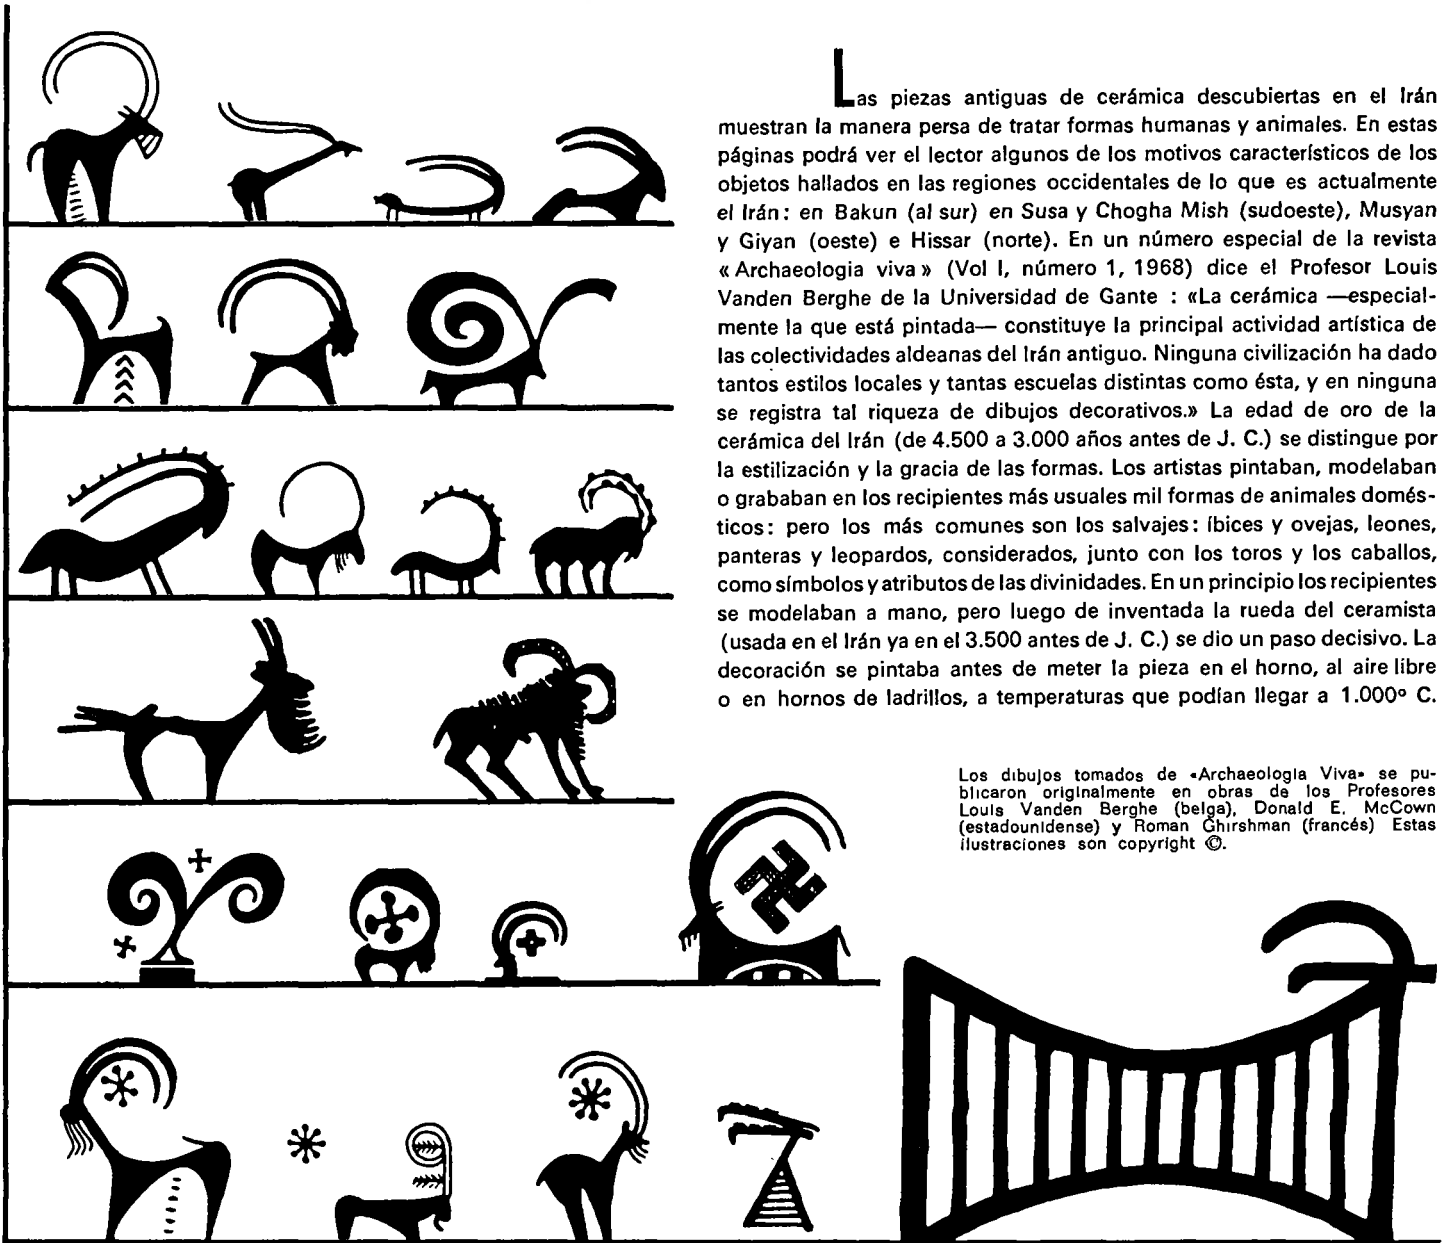 Las piezas antiguas de cerámica descubiertas en el Irán
muestran la manera persa de tratar formas humanas y animales. En estas
páginas podrá ver el lector algunos de los motivos característicos de los
objetos hallados en las regiones occidentales de lo que es actualmente
el Irán: en Bakun (al sur) en Susa y Chogha Mish (sudoeste), Musyan
y Giyan (oeste) e Hissar (norte). En un número especial de la revista
«Archaeologia viva» (Vol I, número 1, 1968) dice el Profesor Louis
Vanden Berghe de la Universidad de Gante : «La cerámica —especial-
mente la que está pintada— constituye la principal actividad artística de
las colectividades aldeanas del Irán antiguo. Ninguna civilización ha dado
tantos estilos locales y tantas escuelas distintas como ésta, y en ninguna
se registra tal riqueza de dibujos decorativos.» La edad de oro de la
cerámica del Irán (de 4.500 a 3.000 años antes de J. C.) se distingue por
la estilización y la gracia de las formas. Los artistas pintaban, modelaban
o grababan en los recipientes más usuales mil formas de animales domés-
ticos: pero los más comunes son los salvajes: íbices y ovejas, leones,
panteras y leopardos, considerados, junto con los toros y los caballos,
como símbolos y atributos de las divinidades. En un principio los recipientes
se modelaban a mano, pero luego de inventada la rueda del ceramista
(usada en el Irán ya en el 3.500 antes de J. C.) se dio un paso decisivo. La
decoración se pintaba antes de meter la pieza en el horno, al aire libre
o en hornos de ladrillos, a temperaturas que podían llegar a 1.000° C.
Los dibujos tomados de «Archaeologia Viva» se pu-
blicaron originalmente en obras de los Profesores
Louis Vanden Berghe (belga), Donald E. McCown
(estadounidense) y Roman Ghirshman (francés) Estas
ilustraciones son copyright ©.